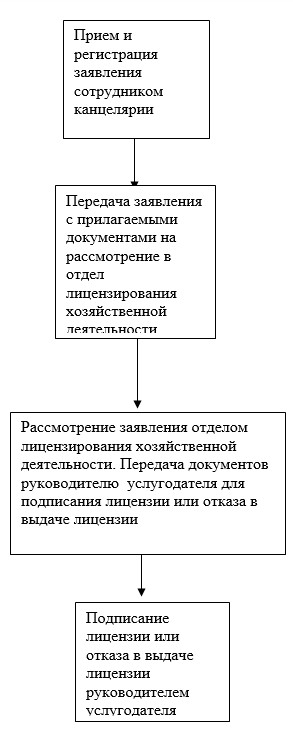 Прием и
регистрация
заявления
сотрудником
канцелярии
Передача заявления
с прилагаемыми
документами на
рассмотрение в
отдел
лицензирования
хозяйственной
деятельности
Рассмотрение заявления отделом
лицензирования хозяйственной
деятельности. Передача документов
руководителю услугодателя для
подписания лицензии или отказа в
выдаче лицензии
Подписание
лицензии или
отказа в выдаче
лицензии
руководителем
услугодателя